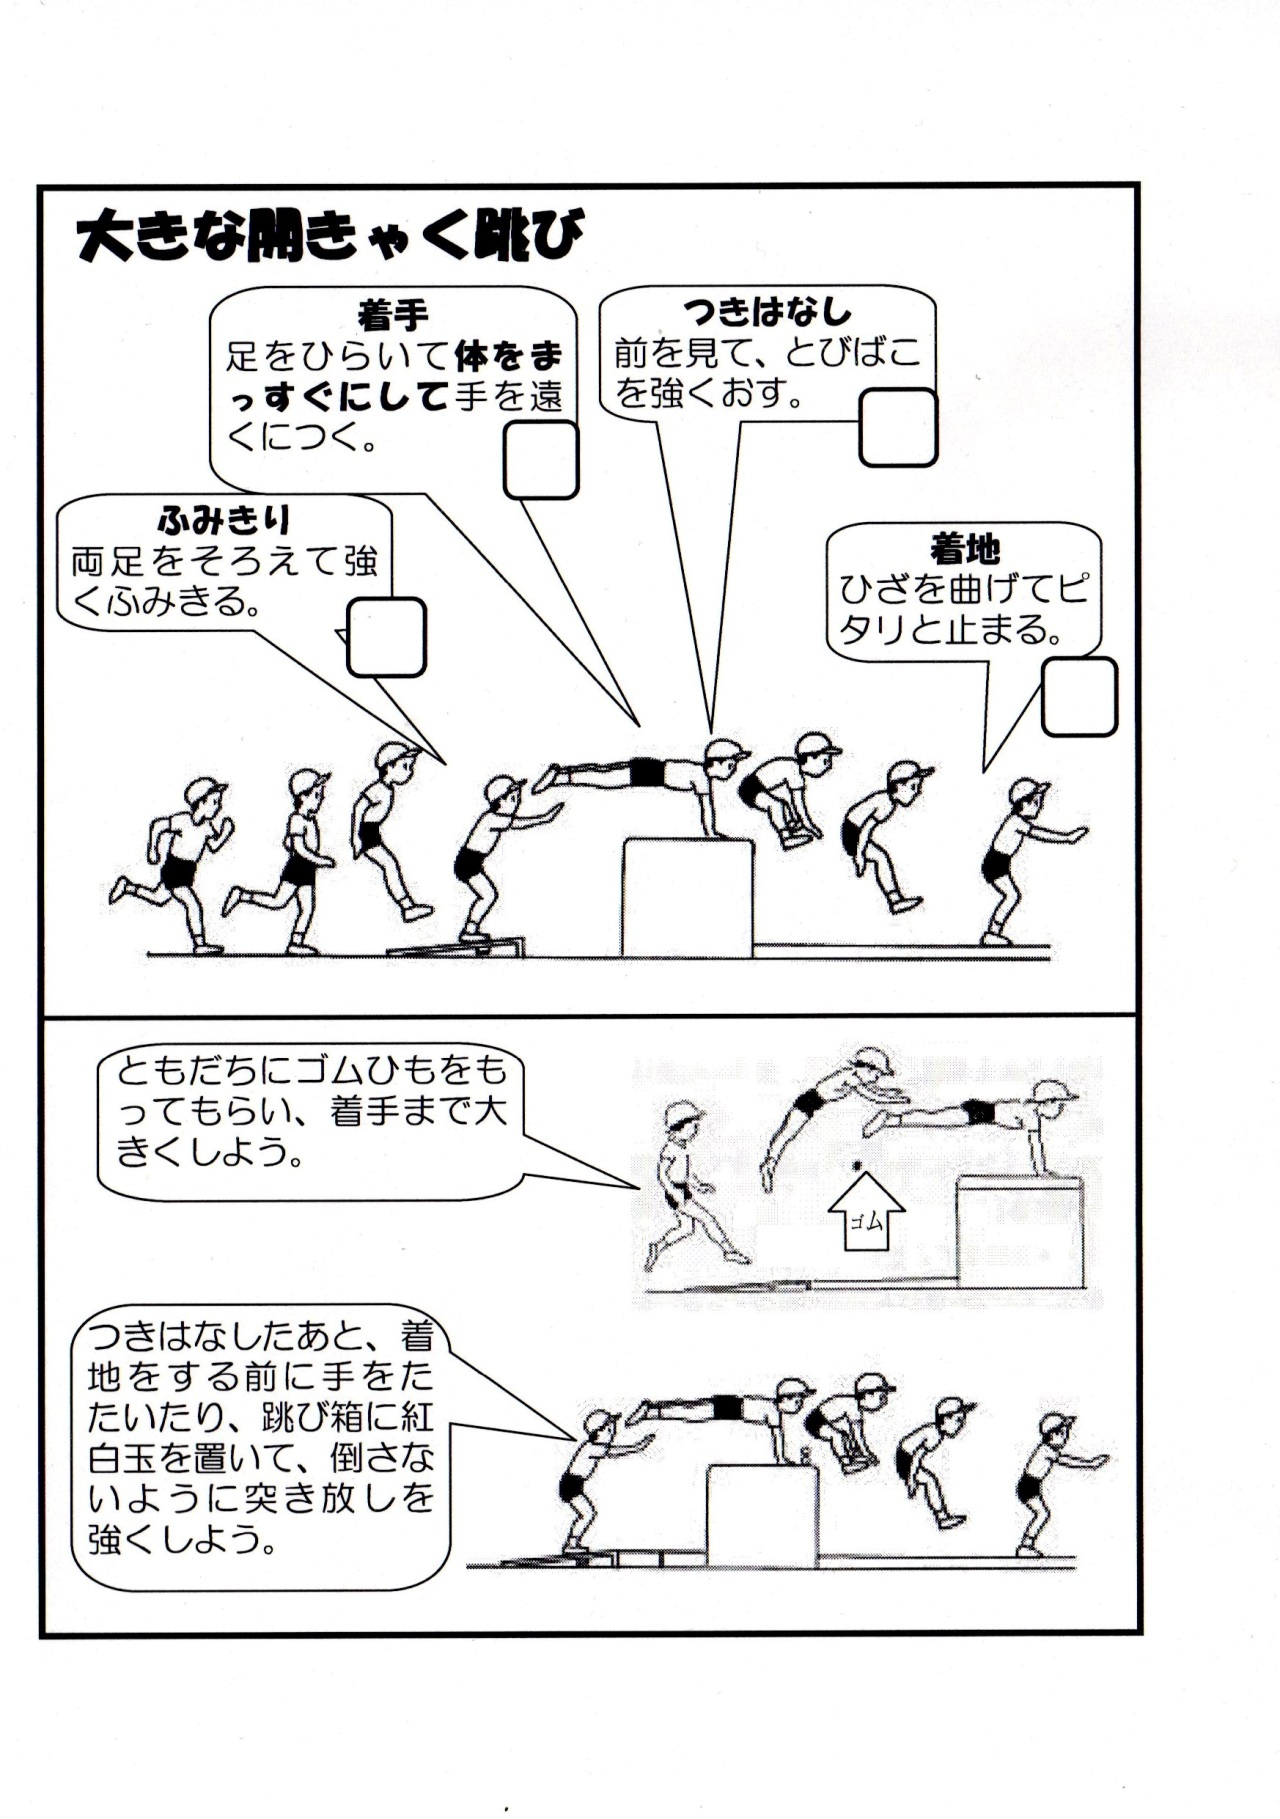 大きな開きゃく跳び
着手
足をひらいて体をま
っすぐにして手を遠
くにつく。
つきはなし
前を見て、とびばこ
を強くおす。
ふみきり
両足をそろえて強
くふみきる。
着地
ひざを曲げてピ
タリと止まる。
ともだちにゴムひもをも
ってもらい、着手まで大
きくしよう。
ゴム
つきはなしたあと、着
地をする前に手をた
たいたり、跳び箱に紅
白玉を置いて、倒さな
いように突き放しを
強くしよう。